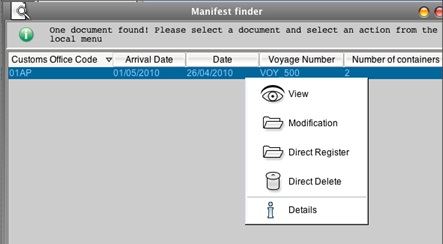 Manifest finder
One document found! Please select a document and select an action from the
local menu
Customs Office Code Arrival Date Date Voyage Number Number of containers
01AP 01/05/2010 26/04/2010 VOY 500 2
View
Modification
Direct Register
Direct Delete
Details